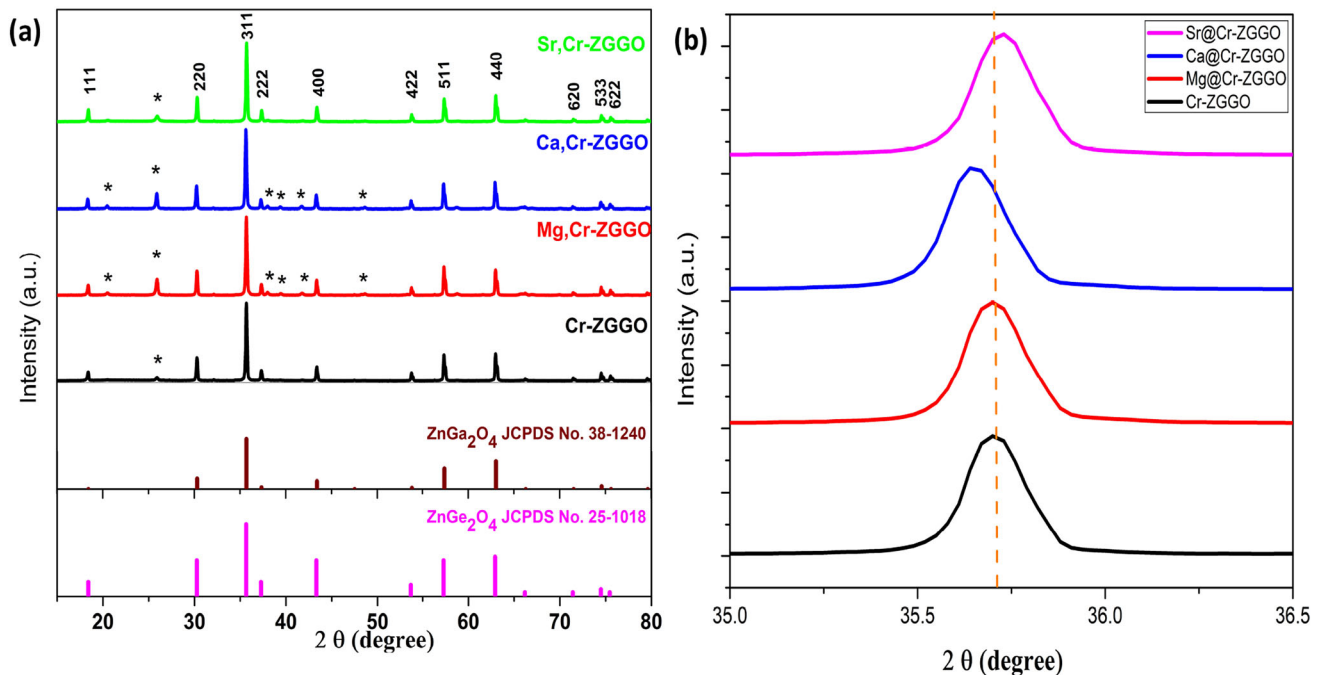 (a)
111
*
220
311
222
400
422
511
440
620
533
622
Sr,Cr-ZGGO
* * * * * *
Ca,Cr-ZGGO
* * * * * *
Mg,Cr-ZGGO
*
Cr-ZGGO
ZnGa2O4 JCPDS No. 38-1240
ZnGe2O4 JCPDS No. 25-1018
Intensity (a.u.)
20 30 40 50 60 70 80
2 θ (degree)
(b)
Sr@Cr-ZGGO
Ca@Cr-ZGGO
Mg@Cr-ZGGO
Cr-ZGGO
Intensity (a.u.)
35.0 35.5 36.0 36.5
2 θ (degree)